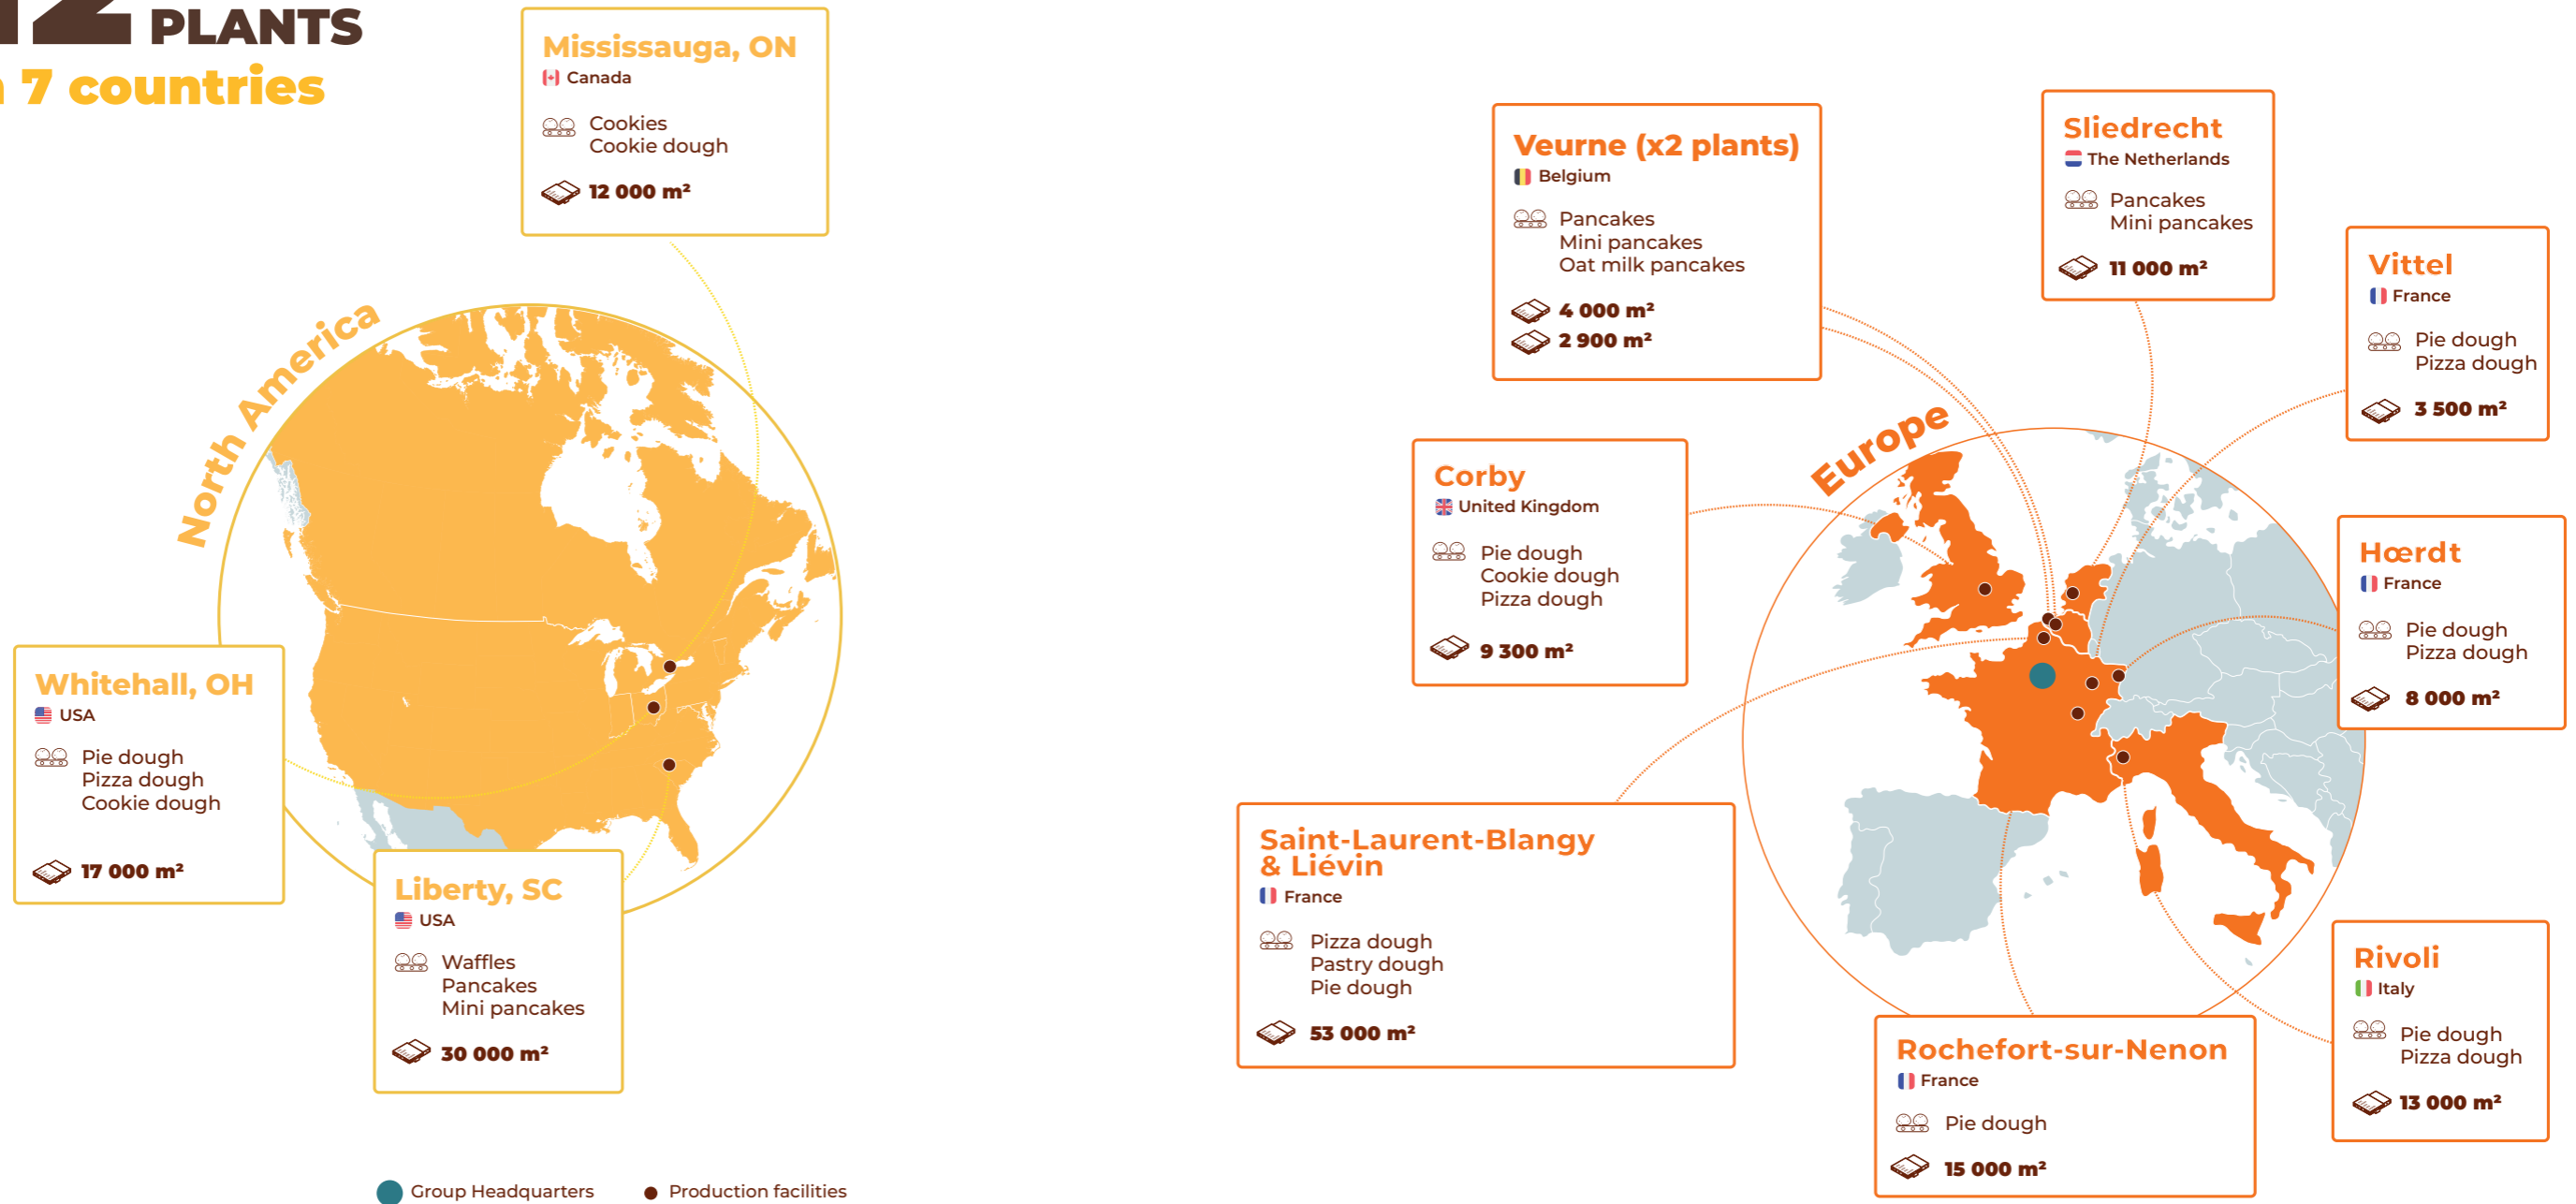 12 PLANTS
7 countries
Mississauga, ON
Canada
Cookies
Cookie dough
12 000 m²
North America
Whitehall, OH
USA
Pie dough
Pizza dough
Cookie dough
17 000 m²
Liberty, SC
USA
Waffles
Pancakes
Mini pancakes
30 000 m²
Group Headquarters
Production facilities
Europe
Veurne (x2 plants)
Belgium
Pancakes
Mini pancakes
Oat milk pancakes
4 000 m²
2 900 m²
Sliedrecht
The Netherlands
Pancakes
Mini pancakes
11 000 m²
Vittel
France
Pie dough
Pizza dough
3 500 m²
Corby
United Kingdom
Pie dough
Cookie dough
Pizza dough
9 300 m²
Hœrdt
France
Pie dough
Pizza dough
8 000 m²
Saint-Laurent-Blangy
& Liévin
France
Pizza dough
Pastry dough
Pie dough
53 000 m²
Rochefort-sur-Nenon
France
Pie dough
15 000 m²
Rivoli
Italy
Pie dough
Pizza dough
13 000 m²